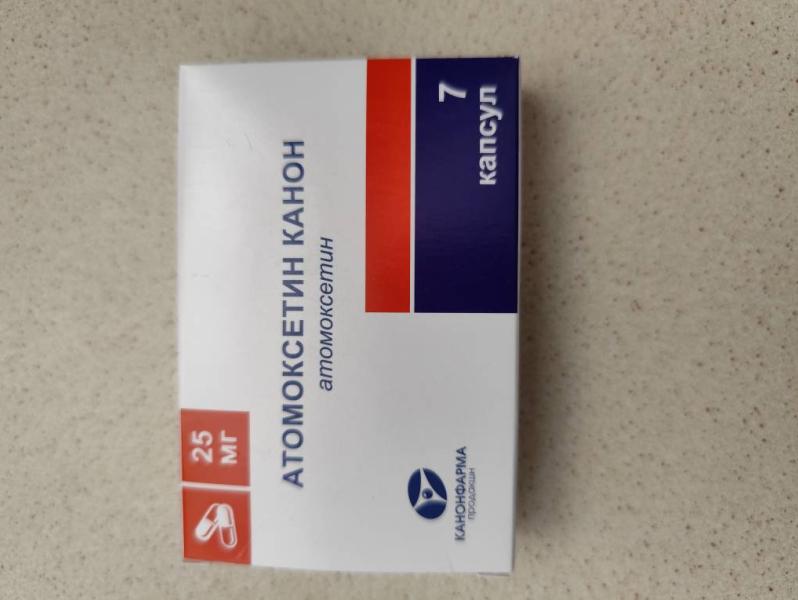 25
мг
АТОМОКСЕТИН КАНОН
атомоксетин
КАНОНФАРМА
продакшн
7
капсул